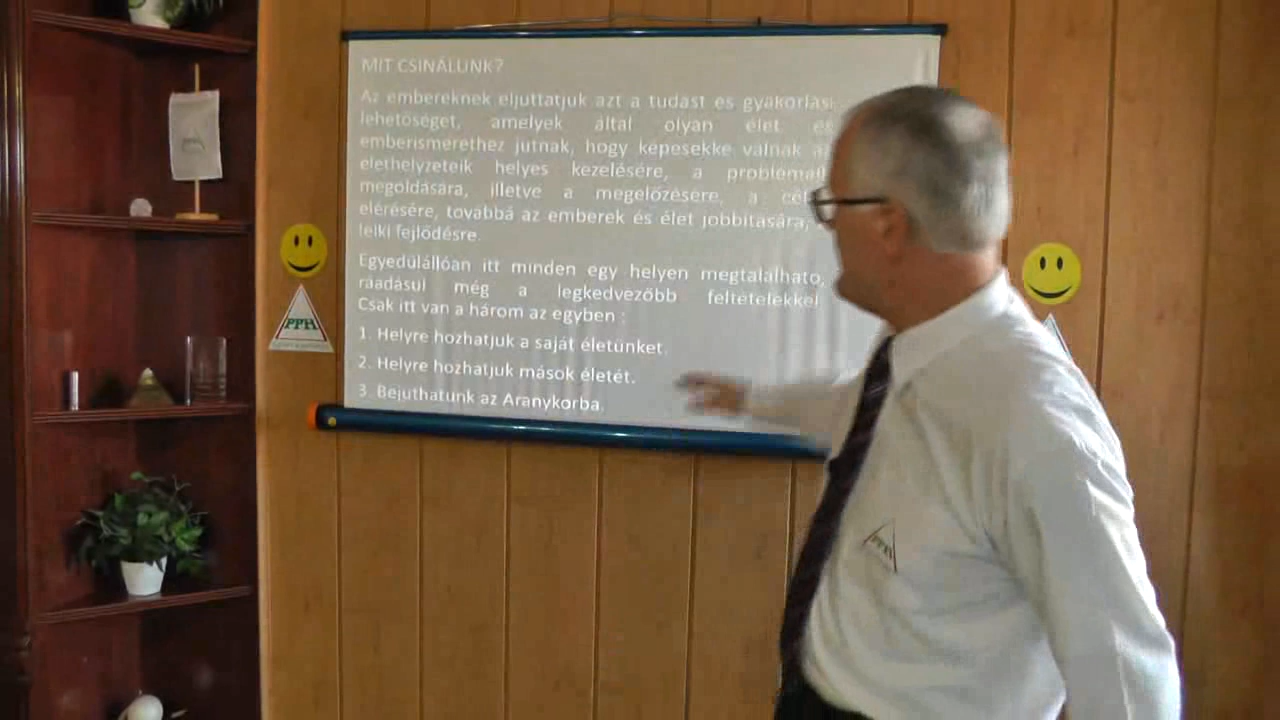 MIT CSINÁLUNK?
Az embereknek eljuttatjuk azt a tudást és gyakorlási
lehetőséget, amelyek által olyan élet és
emberismerethez jutnak, hogy képesekké válnak az
élethelyzeteik helyes kezelésére, a problémáik
megoldására, illetve a megelőzésére, a
elérésére, továbbá az emberek és élet jobbítására,
lelki fejlődésre.
Egyedülállóan itt minden egy helyen megtalálható,
ráadásul még a legkedvezőbb feltételekkel
Csak itt van a három az egyben :
1. Helyre hozhatjuk a saját életünket.
2. Helyre hozhatjuk mások életét.
3. Bejuthatunk az Aranykorba.
PPH
PPH